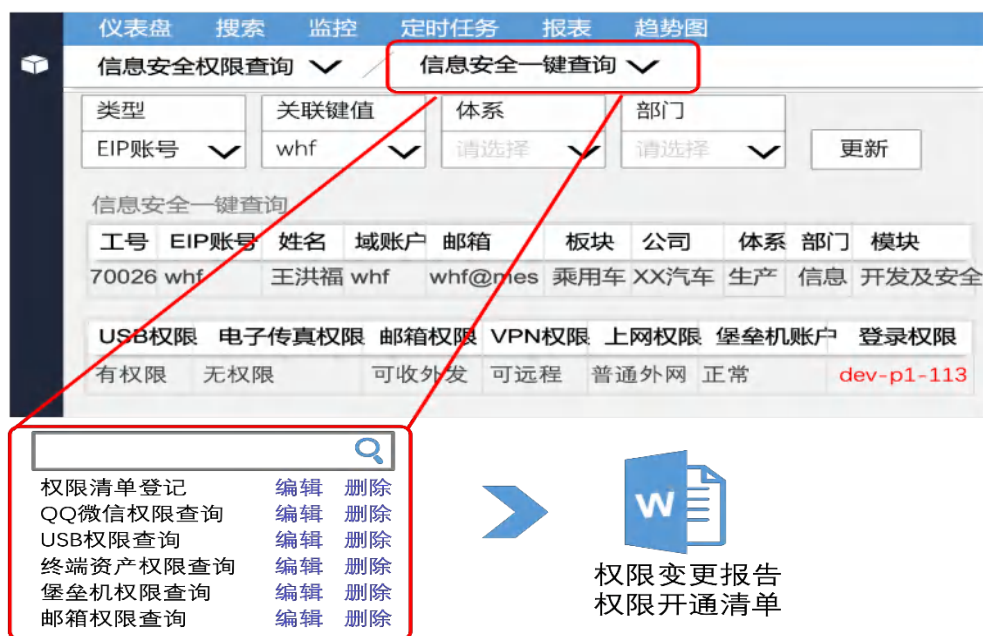 仪表盘 搜索 监控 定时任务 报表 趋势图
信息安全权限查询 / 信息安全一键查询
类型 关联键值 体系 部门
EIP账号 whf 请选择 请选择 更新
信息安全一键查询
工号 EIP账号 姓名 域账户 邮箱 板块 公司 体系 部门 模块
70026 whf 王洪福 whf whf@mes 乘用车 XX汽车 生产 信息 开发及安全
USB权限 电子传真权限 邮箱权限 VPN权限 上网权限 堡垒机账户 登录权限
有权限 无权限 可收外发 可远程 普通外网 正常 dev-p1-113
权限清单登记 编辑 删除
QQ微信权限查询 编辑 删除
USB权限查询 编辑 删除
终端资产权限查询 编辑 删除
堡垒机权限查询 编辑 删除
邮箱权限查询 编辑 删除
W
权限变更报告
权限开通清单